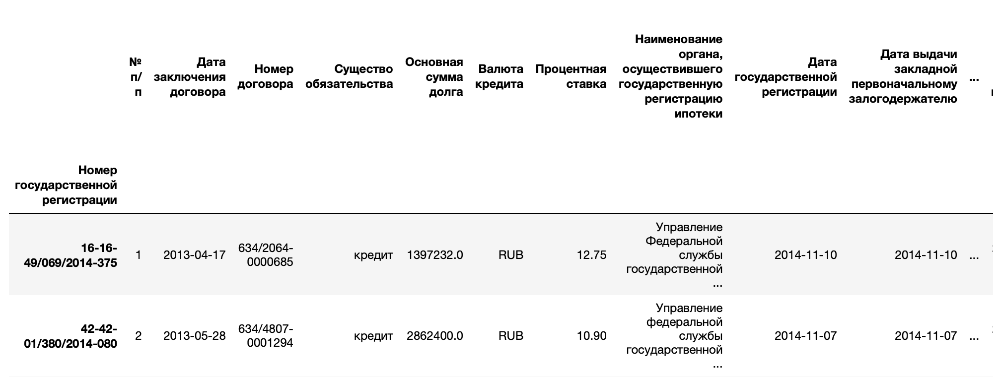 № п/п
Дата заключения договора
Номер договора
Существо обязательства
Основная сумма долга
Валюта кредита
Процентная ставка
Наименование органа, осуществившего государственную регистрацию ипотеки
Дата государственной регистрации
Дата выдачи закладной первоначальному залогодержателю
...
Номер государственной регистрации
16-16-49/069/2014-375
1
2013-04-17
634/2064-0000685
кредит
1397232.0
RUB
12.75
Управление Федеральной службы государственной ...
2014-11-10
2014-11-10
...
42-42-01/380/2014-080
2
2013-05-28
634/4807-0001294
кредит
2862400.0
RUB
10.90
Управление федеральной службы государственной ...
2014-11-07
2014-11-07
...